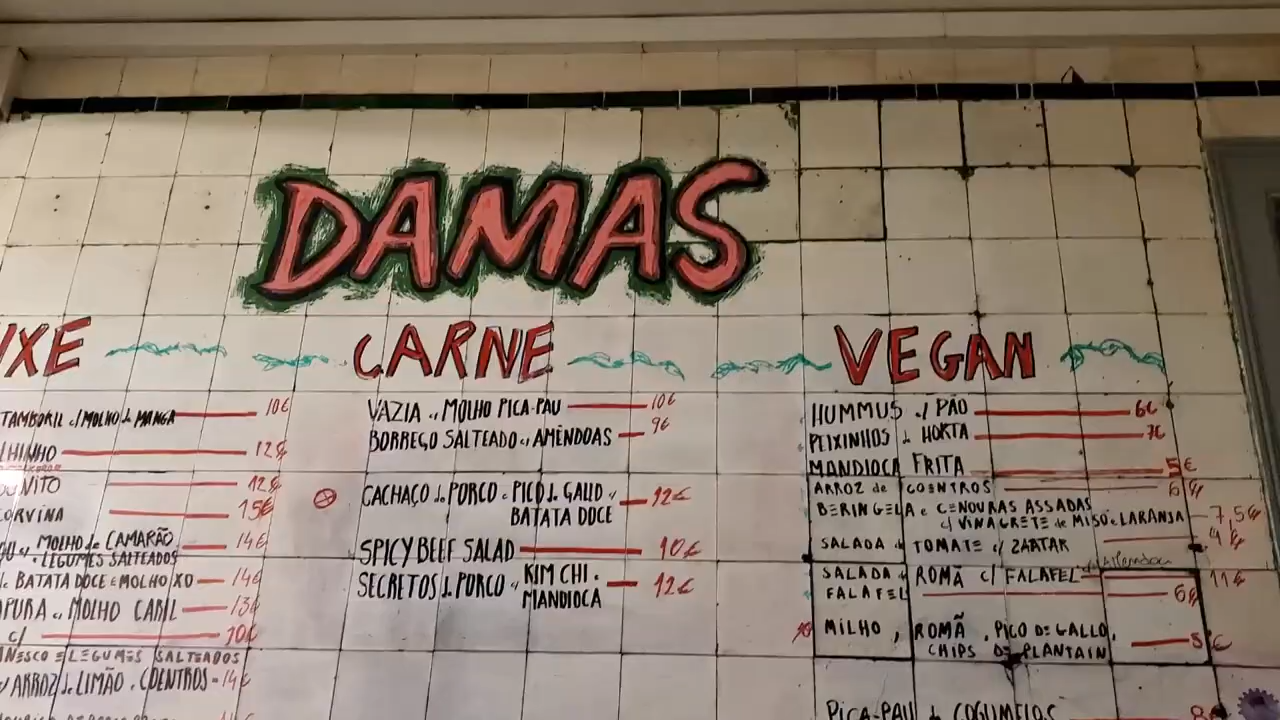 DAMAS
CARNE
VAZIA c/ MOLHO PICA-PAU 10€
BORREGO SALTEADO c/ AMÊNDOAS 9€
CACHAÇO de PORCO c/ PICO de GALLO c/ 12€
BATATA DOCE
SPICY BEEF SALAD 10€
SECRETOS de PORCO c/ KIM CHI e 12€
MANDIOCA
VEGAN
HUMMUS c/ PÃO 6€
PEIXINHOS da HORTA 7€
MANDIOCA FRITA 5€
ARROZ de COENTROS 6€
BERINGELA e CENOURAS ASSADAS
c/ VINAGRETE de MISO e LARANJA 7,5€
SALADA de TOMATE c/ ZAATAR 4€
SALADA de ROMÃ c/ FALAFEL 11€
FALAFEL 6€
MILHO, ROMÃ, PICO DE GALLO,
CHIPS DE PLANTAIN 8€
PICA-PAU de COGUMELOS
TAMBORIL c/ MOLHO de MANGA 10€
12€
12€
CORVINA 15€
MOLHO de CAMARÃO 14€
LEGUMES SALTEADOS
BATATA DOCE e MOLHO XO 14€
MOLHO CARIL 13€
c/ 10€
LEGUMES SALTEADOS
c/ ARROZ de LIMÃO e COENTROS - 14€